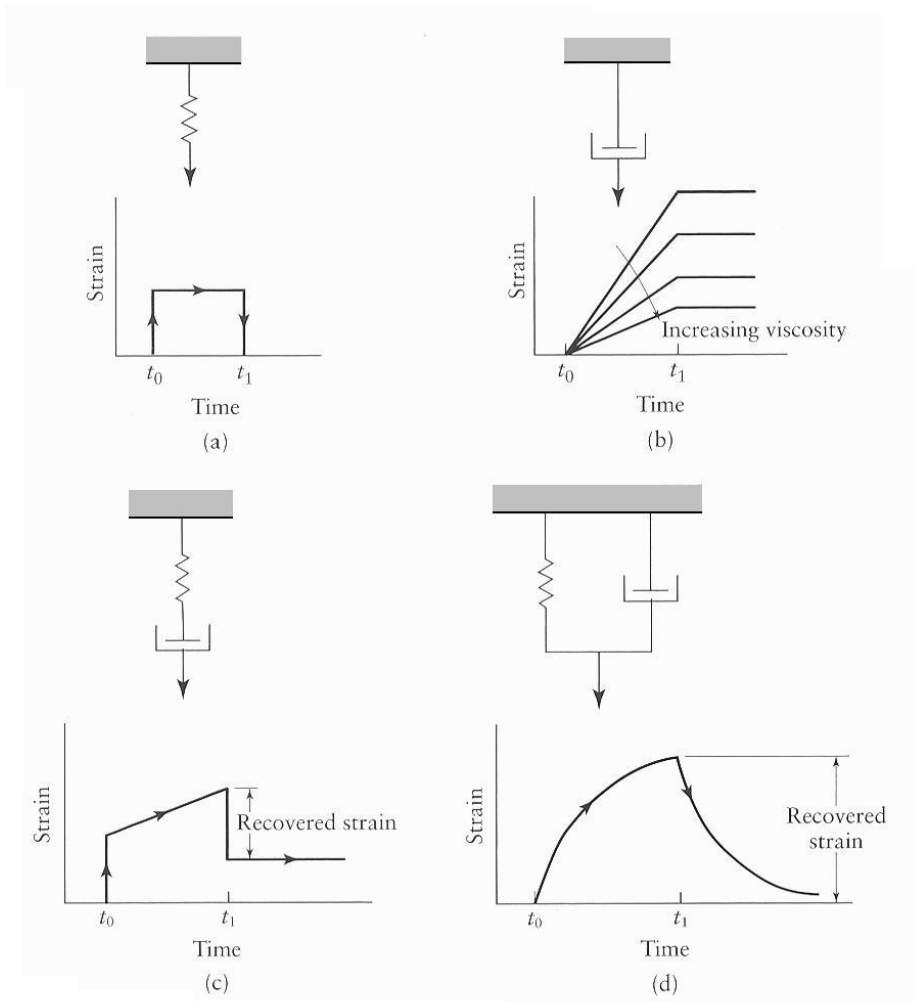 Strain
t0
t1
Time
(a)
Strain
Increasing viscosity
t0
t1
Time
(b)
Strain
Recovered strain
t0
t1
Time
(c)
Strain
Recovered
strain
t0
t1
Time
(d)